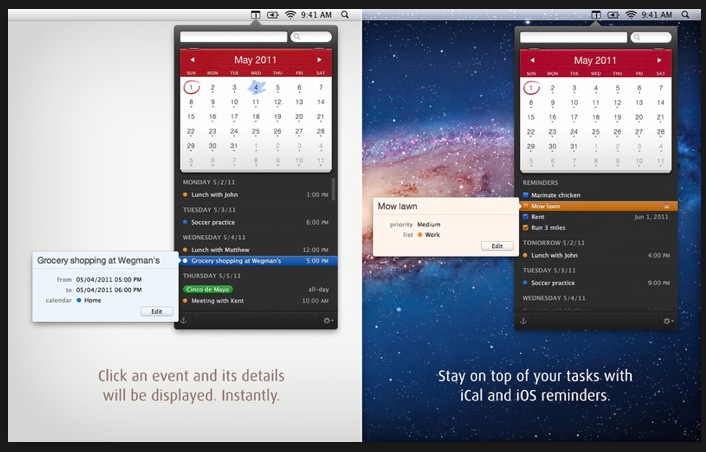 9:41 AM
May 2011
SUN MON TUE WED THU FRI SAT
1 2 3 4 5 6 7
8 9 10 11 12 13 14
15 16 17 18 19 20 21
22 23 24 25 26 27 28
29 30 31 1 2 3 4
5 6 7 8 9 10 11
MONDAY 5/2/11
Lunch with John 1:00 PM
TUESDAY 5/3/11
Soccer practice 6:00 PM
WEDNESDAY 5/4/11
Lunch with Matthew 12:00 PM
Grocery shopping at Wegman's 5:00 PM
THURSDAY 5/5/11
Cinco de Mayo all-day
Meeting with Kent 10:00 AM
Grocery shopping at Wegman's
from 05/04/2011 05:00 PM
to 05/04/2011 06:00 PM
calendar Home
Edit
Click an event and its details
will be displayed. Instantly.
9:41 AM
May 2011
SUN MON TUE WED THU FRI SAT
1 2 3 4 5 6 7
8 9 10 11 12 13 14
15 16 17 18 19 20 21
22 23 24 25 26 27 28
29 30 31 1 2 3 4
5 6 7 8 9 10 11
REMINDERS
Marinate chicken
Mow lawn
Rent Jun 1, 2011
Run 3 miles
TOMORROW 5/2/11
Lunch with John 4:00 PM
TUESDAY 5/3/11
Soccer practice 9:00 PM
WEDNESDAY 5/4/11
Mow lawn
priority Medium
list Work
Edit
Stay on top of your tasks with
iCal and iOS reminders.